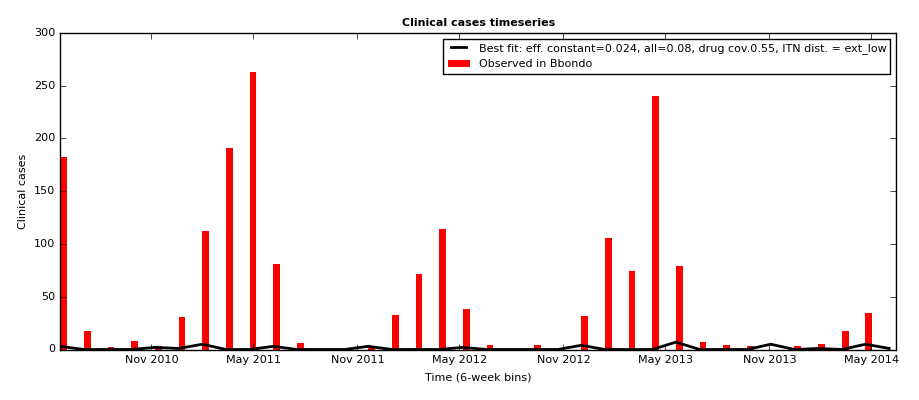 Clinical cases timeseries
Best fit: eff. constant=0.024, all=0.08, drug cov.0.55, ITN dist. = ext_low
Observed in Bbondo
300
250
200
150
100
50
0
Clinical cases
Nov 2010 May 2011 Nov 2011 May 2012 Nov 2012 May 2013 Nov 2013 May 2014
Time (6-week bins)